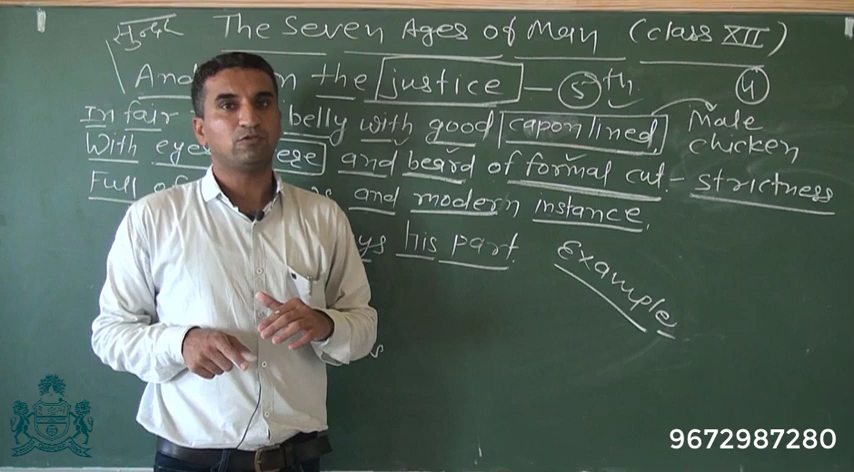 सुन्दर The Seven Ages of Man (class XII)
And the justice - 5th 4
In fair belly with good capon lined, Male chicken
With eyes and beard of formal cut - strictness
Full of and modern instance,
his part. Example
9672987280